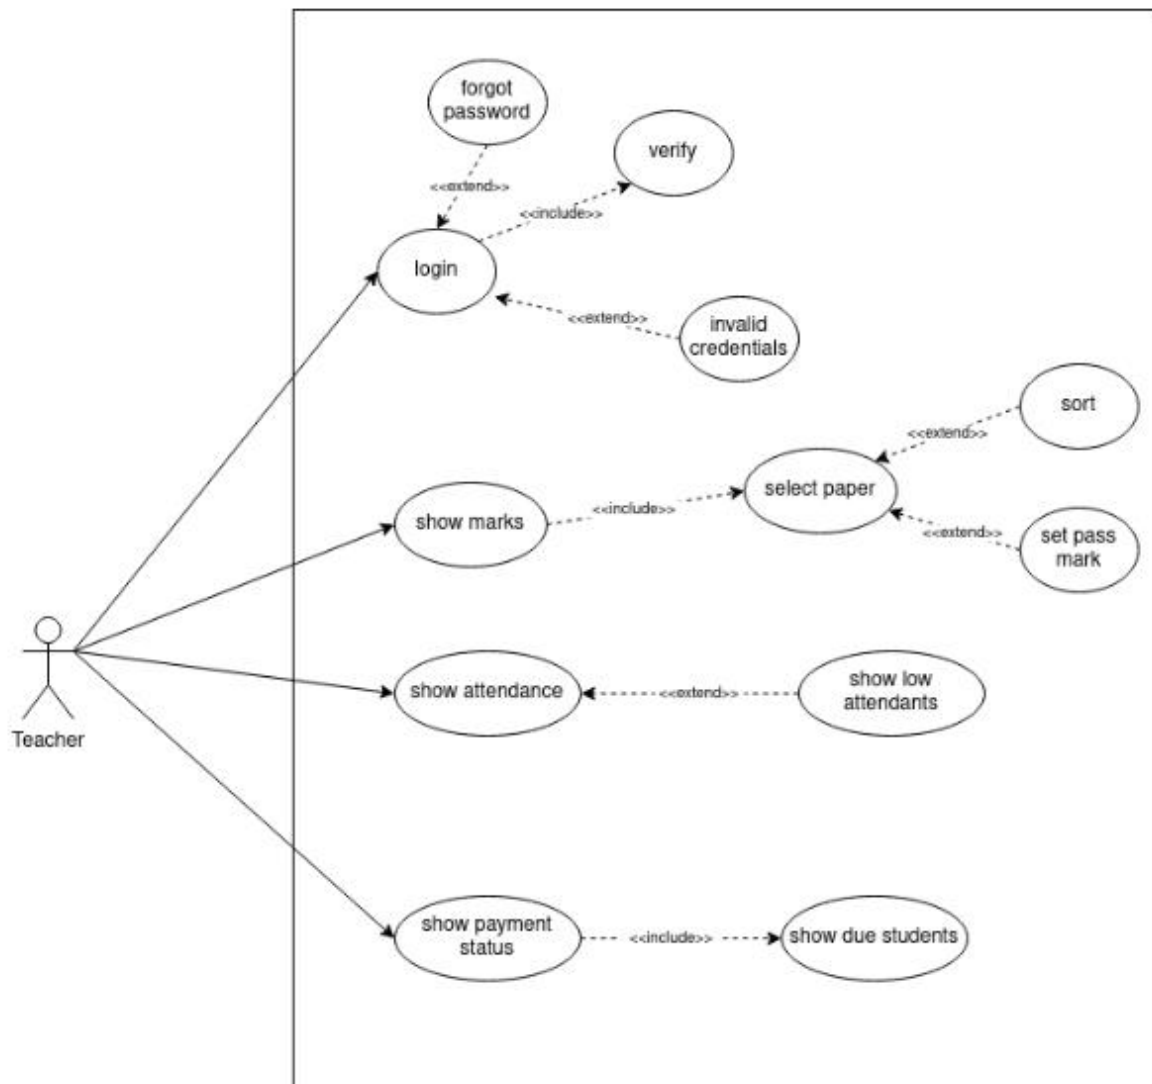 forgot
password
verify
<<extend>>
<<include>>
login
<<extend>>
invalid
credentials
sort
<<extend>>
select paper
show marks
<<include>>
<<extend>>
set pass
mark
show attendance
<<extend>>
show low
attendants
Teacher
show payment
status
<<include>>
show due students